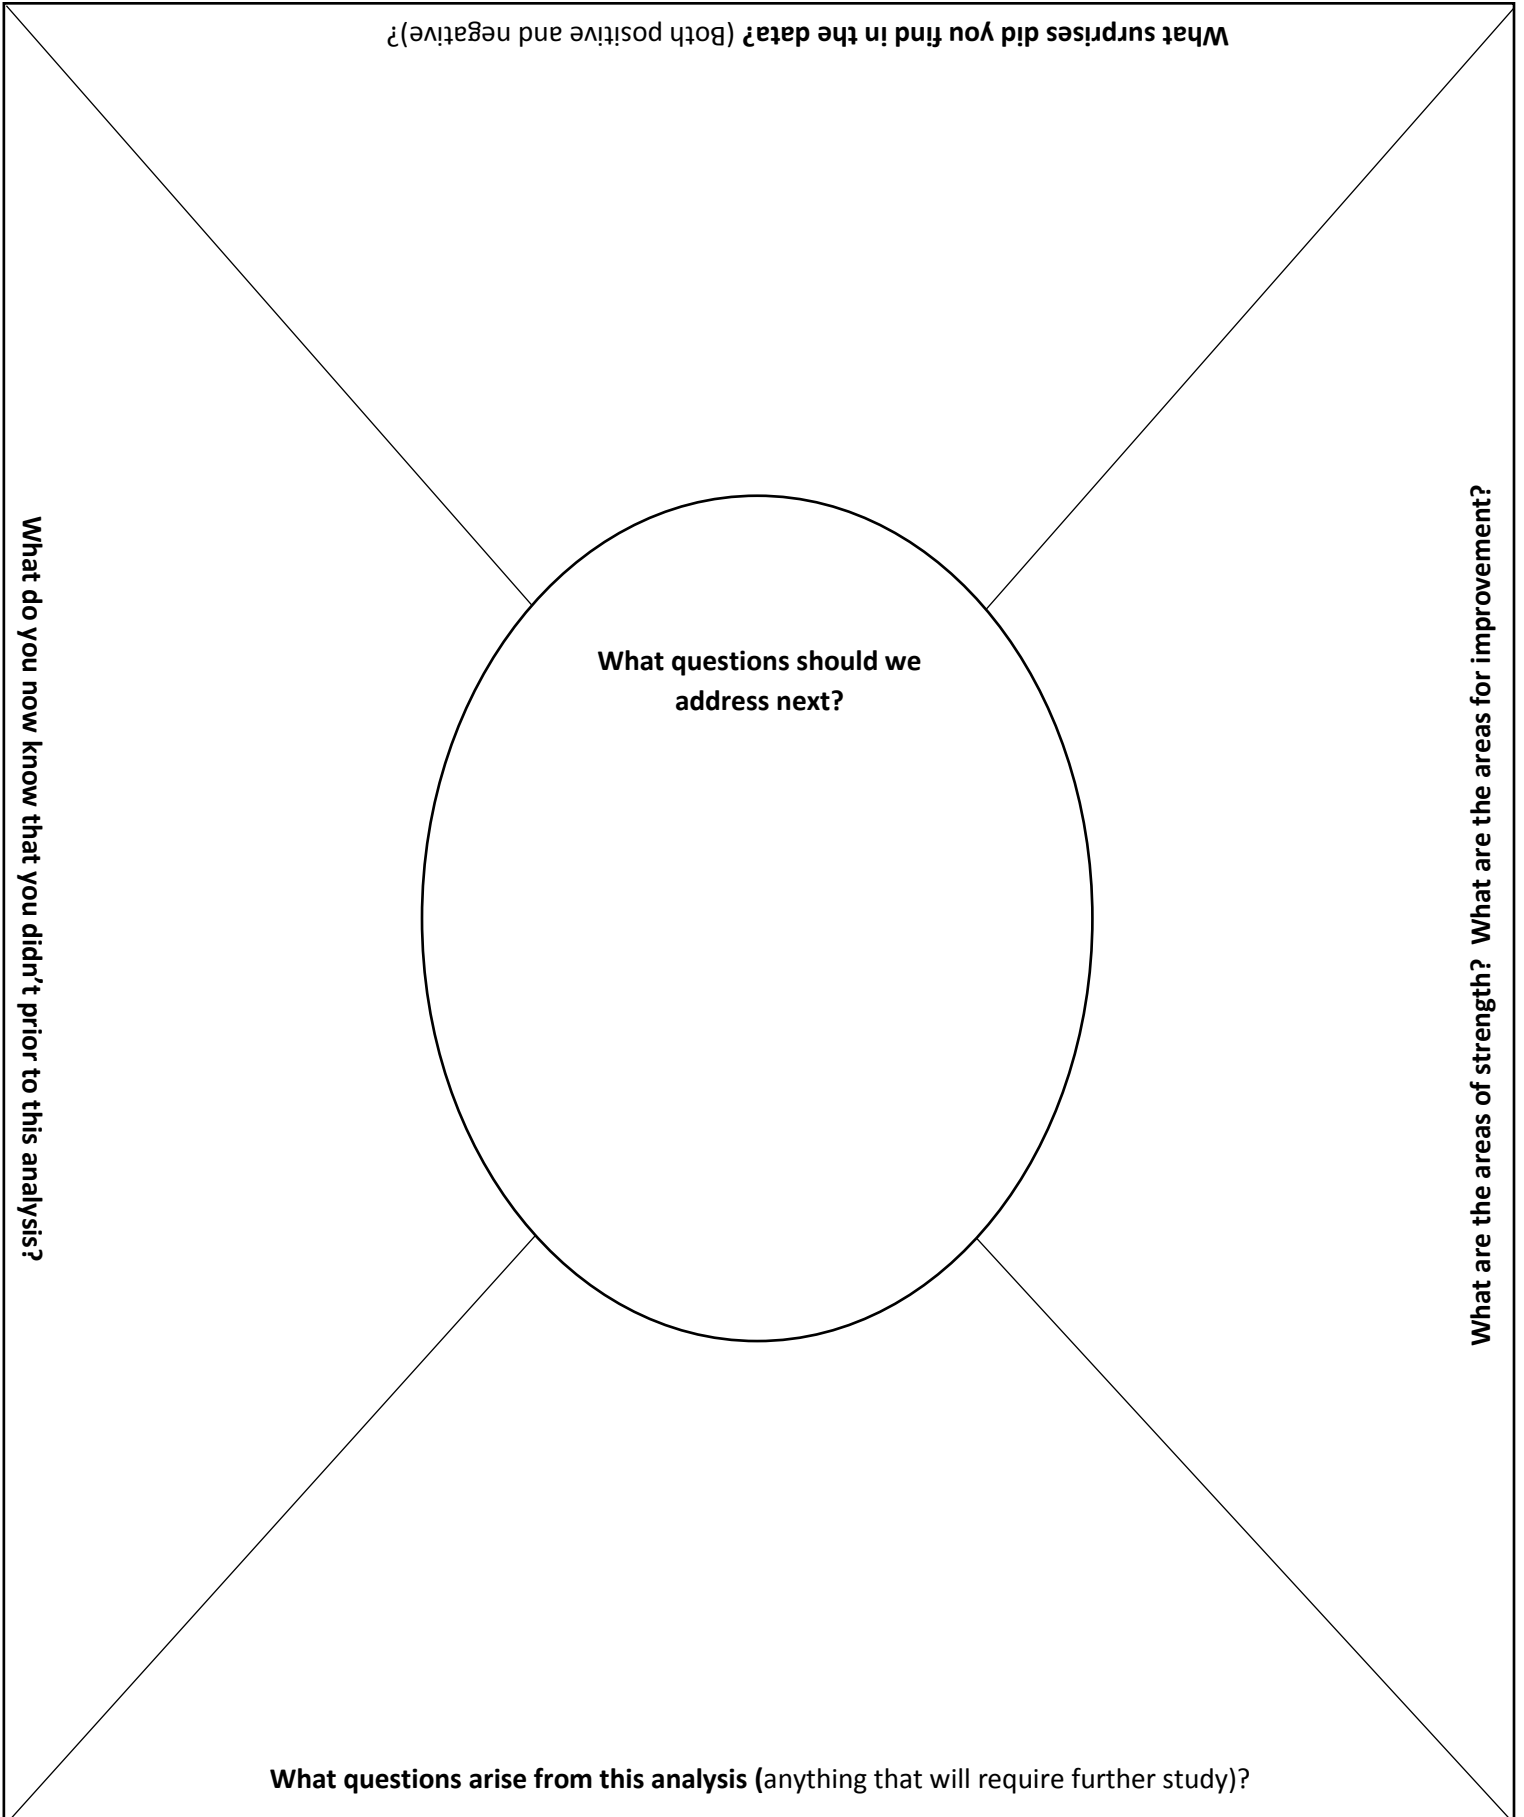 What surprises did you find in the data? (Both positive and negative)?
What do you now know that you didn’t prior to this analysis?
What questions should we
address next?
What are the areas of strength?  What are the areas for improvement?
What questions arise from this analysis (anything that will require further study)?